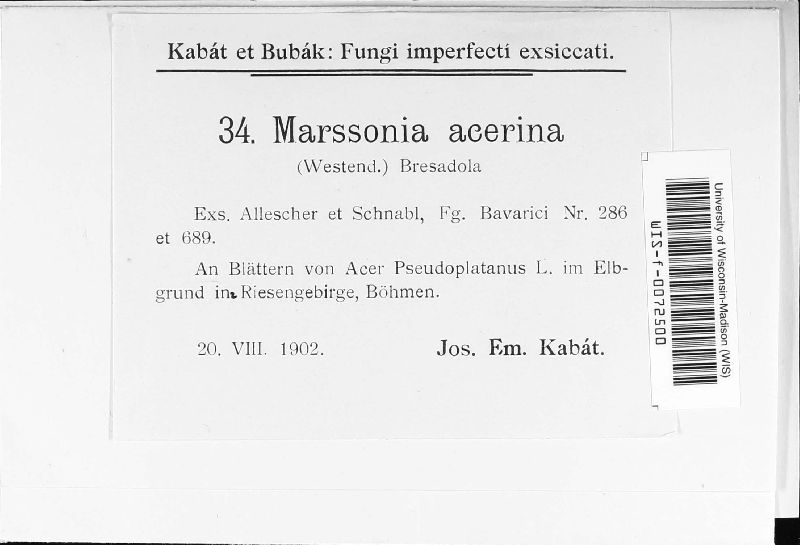 Kabát et Bubák: Fungi imperfecti exsiccati.
34. Marssonia acerina
(Westend.) Bresadola
Exs. Allescher et Schnabl, Fg. Bavarici Nr. 286
et 689.
An Blättern von Acer Pseudoplatanus L. im Elb-
grund im Riesengebirge, Böhmen.
20. VIII. 1902.
Jos. Em. Kabát.
University of Wisconsin-Madison (WIS)
WIS-f-0072500